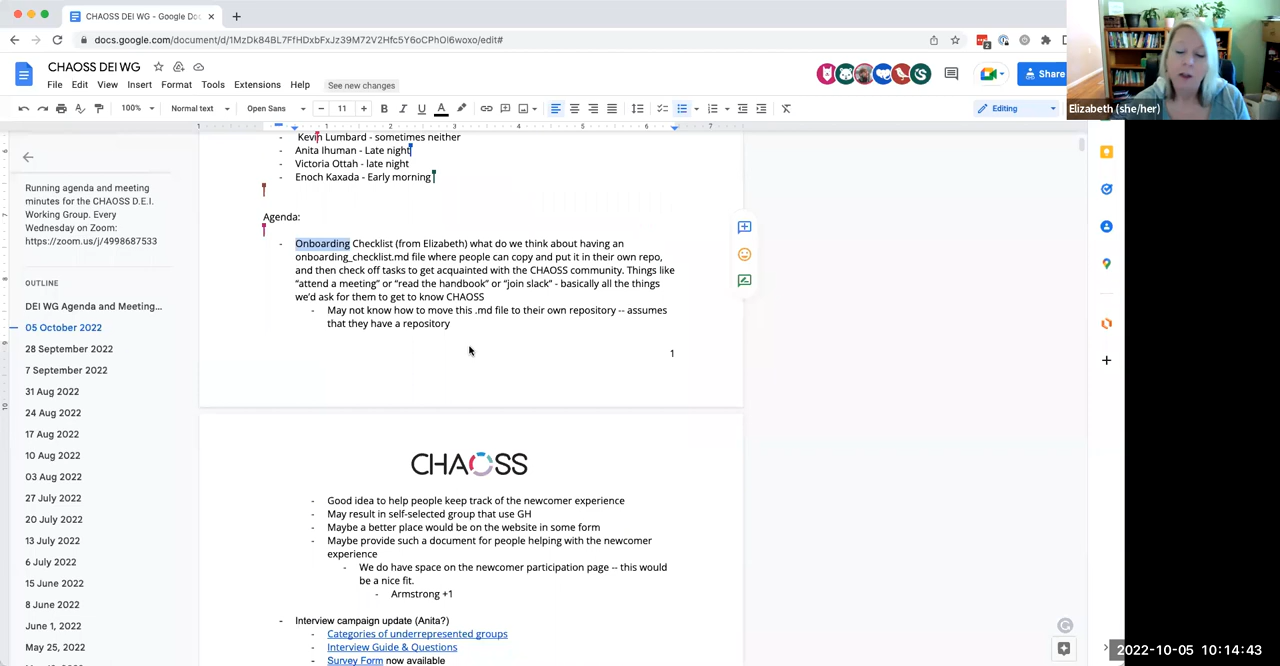 CHAOSS DEI WG - Google Doc
docs.google.com/document/d/1MzDk84BL7FfHDxbFxJz39M72V2Hfc5Y6oCPhOl6woxo/edit#
2
CHAOSS DEI WG
File Edit View Insert Format Tools Extensions Help See new changes
Share
Elizabeth (she/her)
100% Normal text Open Sans 11 B I U A Editing
1 1 2 3 4 5 6 7
Running agenda and meeting
minutes for the CHAOSS D.E.I.
Working Group. Every
Wednesday on Zoom:
https://zoom.us/j/4998687533
OUTLINE
DEI WG Agenda and Meeting...
05 October 2022
28 September 2022
7 September 2022
31 Aug 2022
24 Aug 2022
17 Aug 2022
10 Aug 2022
03 Aug 2022
27 July 2022
20 July 2022
13 July 2022
6 July 2022
15 June 2022
8 June 2022
June 1, 2022
May 25, 2022
- Kevin Lumbard - sometimes neither
- Anita Ihuman - Late night
- Victoria Ottah - late night
- Enoch Kaxada - Early morning
Agenda:
- Onboarding Checklist (from Elizabeth) what do we think about having an
onboarding_checklist.md file where people can copy and put it in their own repo,
and then check off tasks to get acquainted with the CHAOSS community. Things like
“attend a meeting” or “read the handbook” or “join slack” - basically all the things
we’d ask for them to get to know CHAOSS
- May not know how to move this .md file to their own repository -- assumes
that they have a repository
1
CHAOSS
- Good idea to help people keep track of the newcomer experience
- May result in self-selected group that use GH
- Maybe a better place would be on the website in some form
- Maybe provide such a document for people helping with the newcomer
experience
- We do have space on the newcomer participation page -- this would
be a nice fit.
- Armstrong +1
- Interview campaign update (Anita?)
- Categories of underrepresented groups
- Interview Guide & Questions
- Survey Form now available
2022-10-05 10:14:43